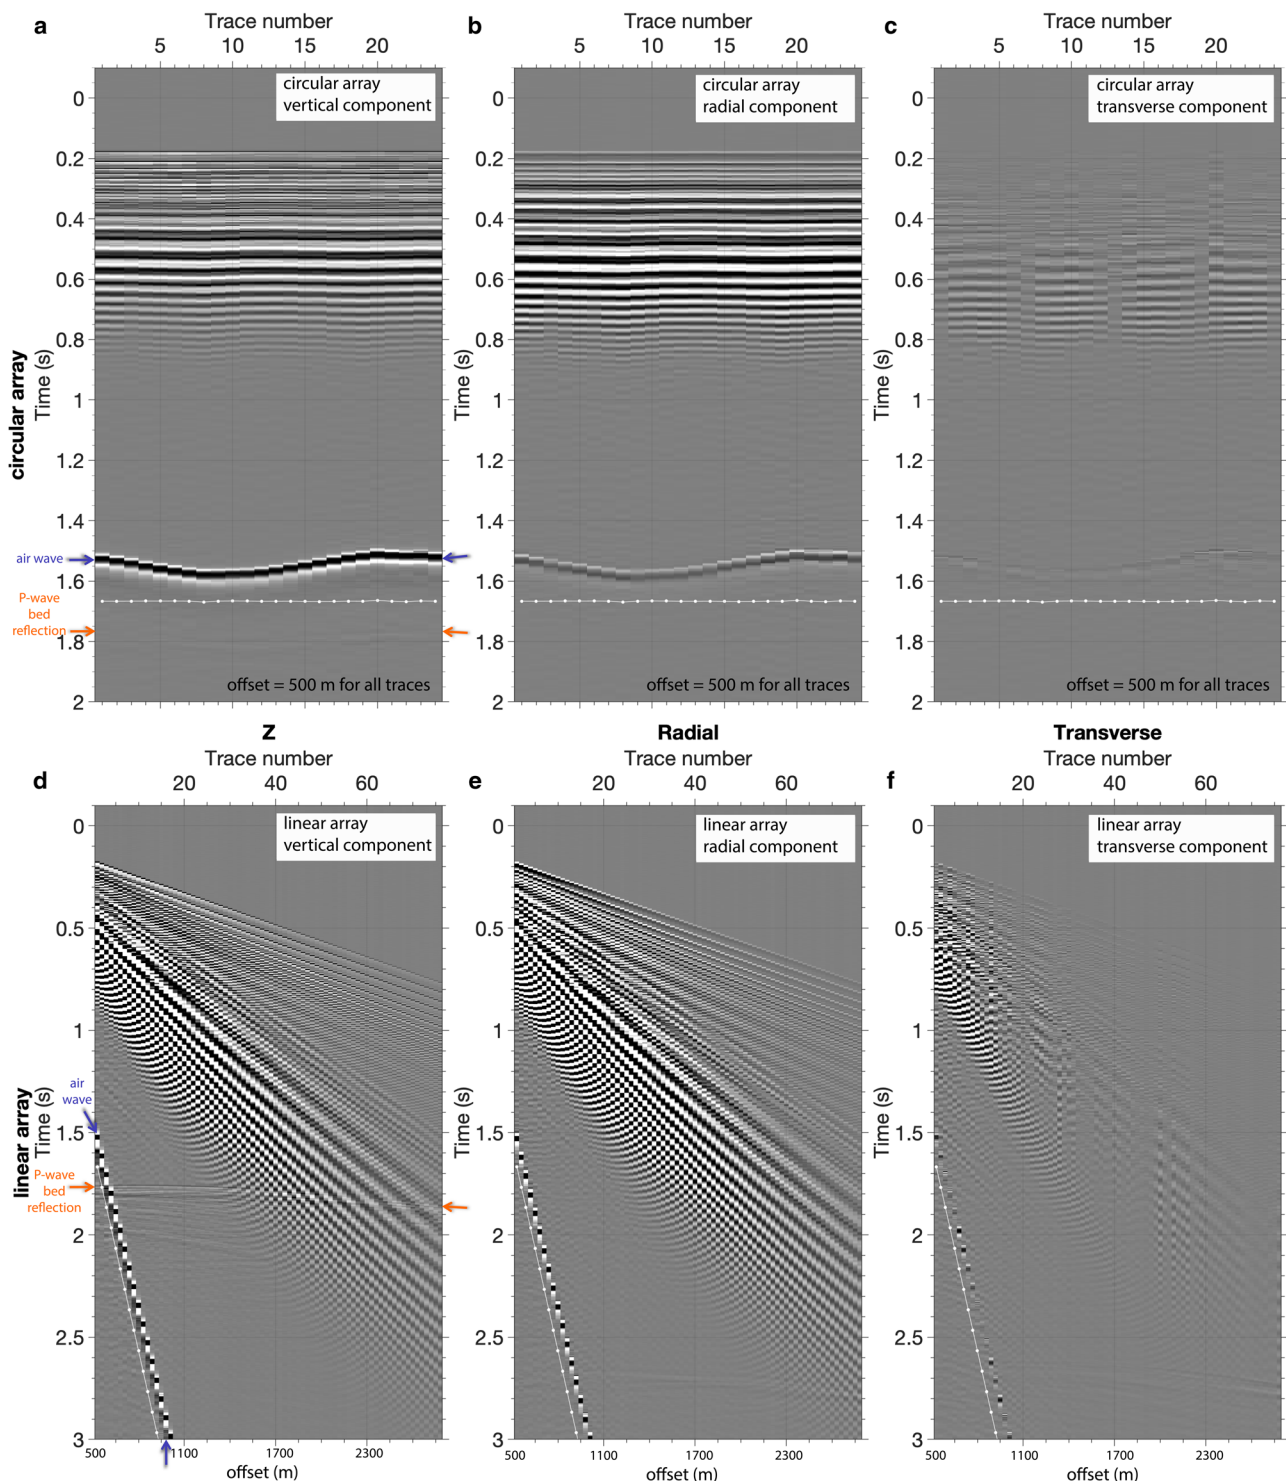 a
Trace number
5 10 15 20
b
Trace number
5 10 15 20
c
Trace number
5 10 15 20
circular array
vertical component
circular array
radial component
circular array
transverse component
0
0.2
0.4
0.6
0.8
1
1.2
1.4
1.6
1.8
2
Time (s)
circular array
air wave
P-wave
bed
reflection
offset = 500 m for all traces
0
0.2
0.4
0.6
0.8
1
1.2
1.4
1.6
1.8
2
Time (s)
offset = 500 m for all traces
0
0.2
0.4
0.6
0.8
1
1.2
1.4
1.6
1.8
2
Time (s)
offset = 500 m for all traces
Z
Radial
Transverse
d
Trace number
20 40 60
e
Trace number
20 40 60
f
Trace number
20 40 60
linear array
vertical component
linear array
radial component
linear array
transverse component
0
0.5
1
1.5
2
2.5
3
Time (s)
linear array
air
wave
P-wave
bed
reflection
500 1100 1700 2300
offset (m)
0
0.5
1
1.5
2
2.5
3
Time (s)
500 1100 1700 2300
offset (m)
0
0.5
1
1.5
2
2.5
3
Time (s)
500 1100 1700 2300
offset (m)